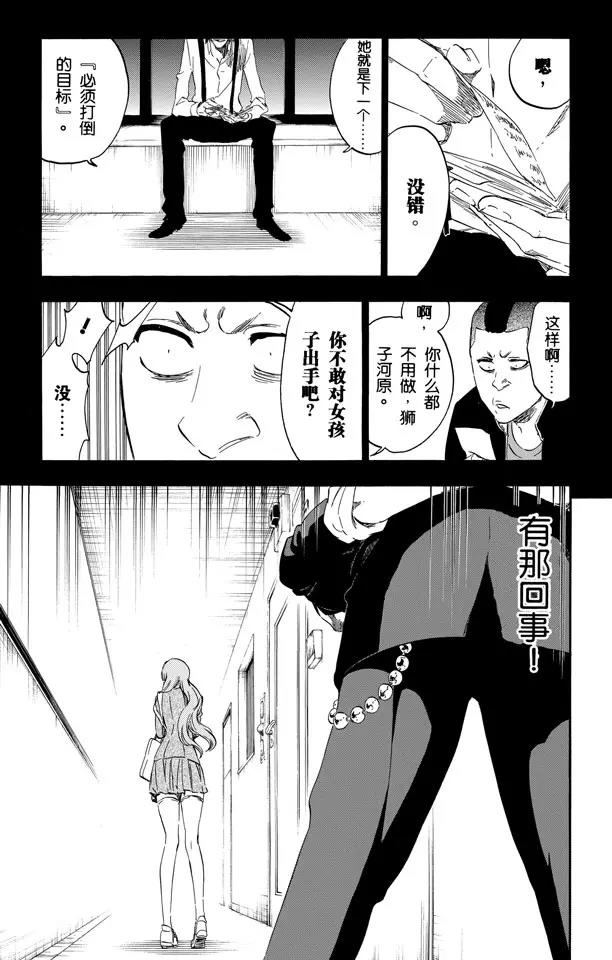 嗯，
没错。
她就是下一个……
『必须打倒
的目标』。
这样啊……
啊，
你什么都
不用做，狮
子河原。
你不敢对女孩
子出手吧？
！
没……
有那回事！